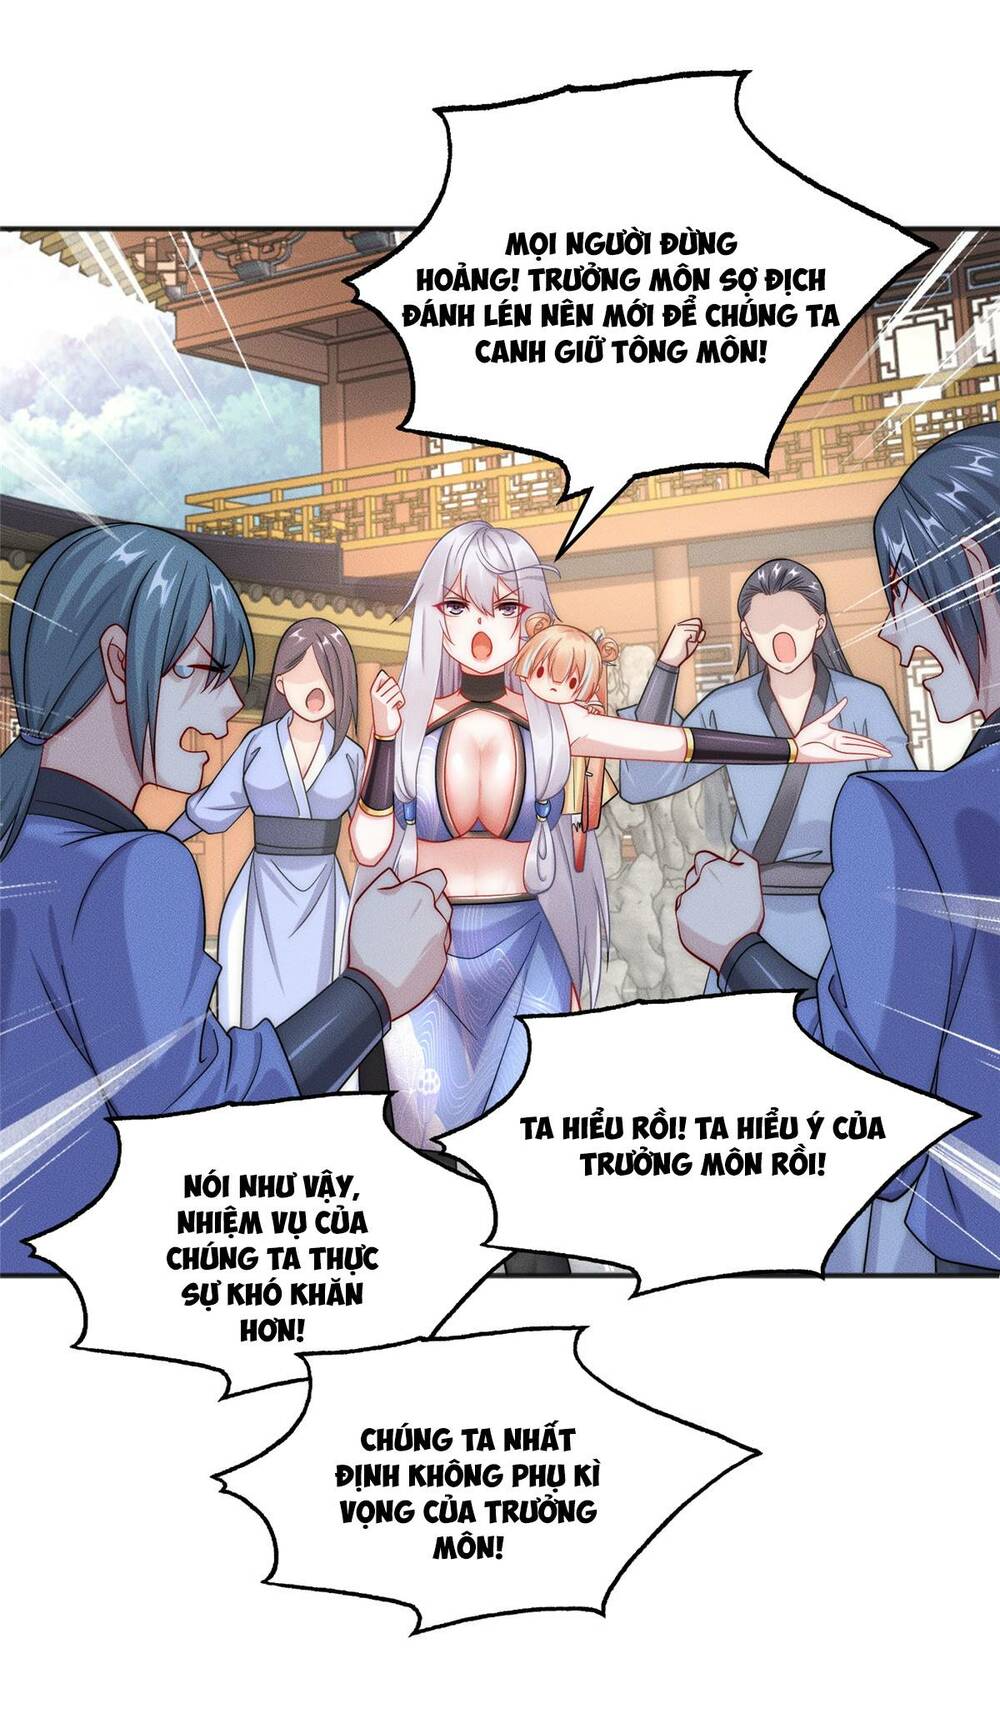 MỌI NGƯỜI ĐỪNG
HOẢNG! TRƯỞNG MÔN SỢ ĐỊCH
ĐÁNH LÉN NÊN MỚI ĐỂ CHÚNG TA
CANH GIỮ TÔNG MÔN!
TA HIỂU RỒI! TA HIỂU Ý CỦA
TRƯỞNG MÔN RỒI!
NÓI NHƯ VẬY,
NHIỆM VỤ CỦA
CHÚNG TA THỰC
SỰ KHÓ KHĂN
HƠN!
CHÚNG TA NHẤT
ĐỊNH KHÔNG PHỤ KÌ
VỌNG CỦA TRƯỞNG
MÔN!